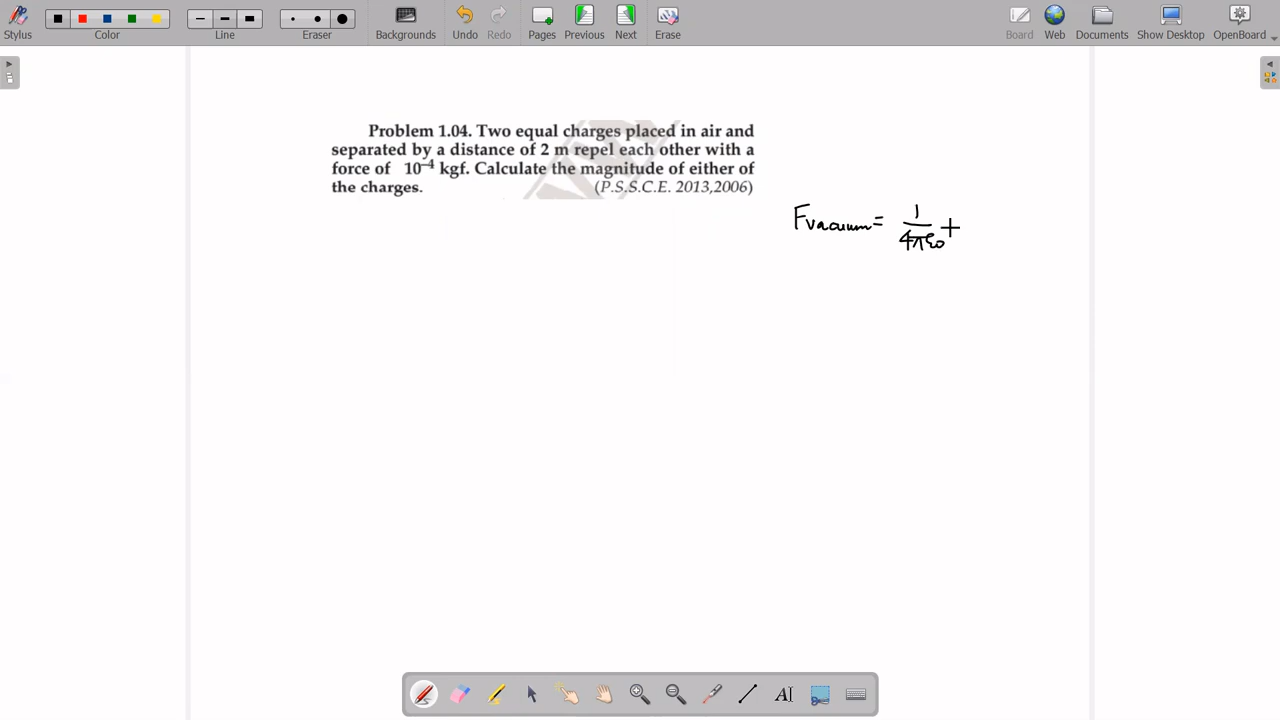 Stylus
Color
Line
Eraser
Backgrounds
Undo
Redo
Pages
Previous
Next
Erase
Board
Web
Documents
Show Desktop
OpenBoard
Problem 1.04. Two equal charges placed in air and
separated by a distance of 2 m repel each other with a
force of 10⁻⁴ kgf. Calculate the magnitude of either of
the charges. (P.S.S.C.E. 2013,2006)
Fvacuum = 1/4πε₀ +